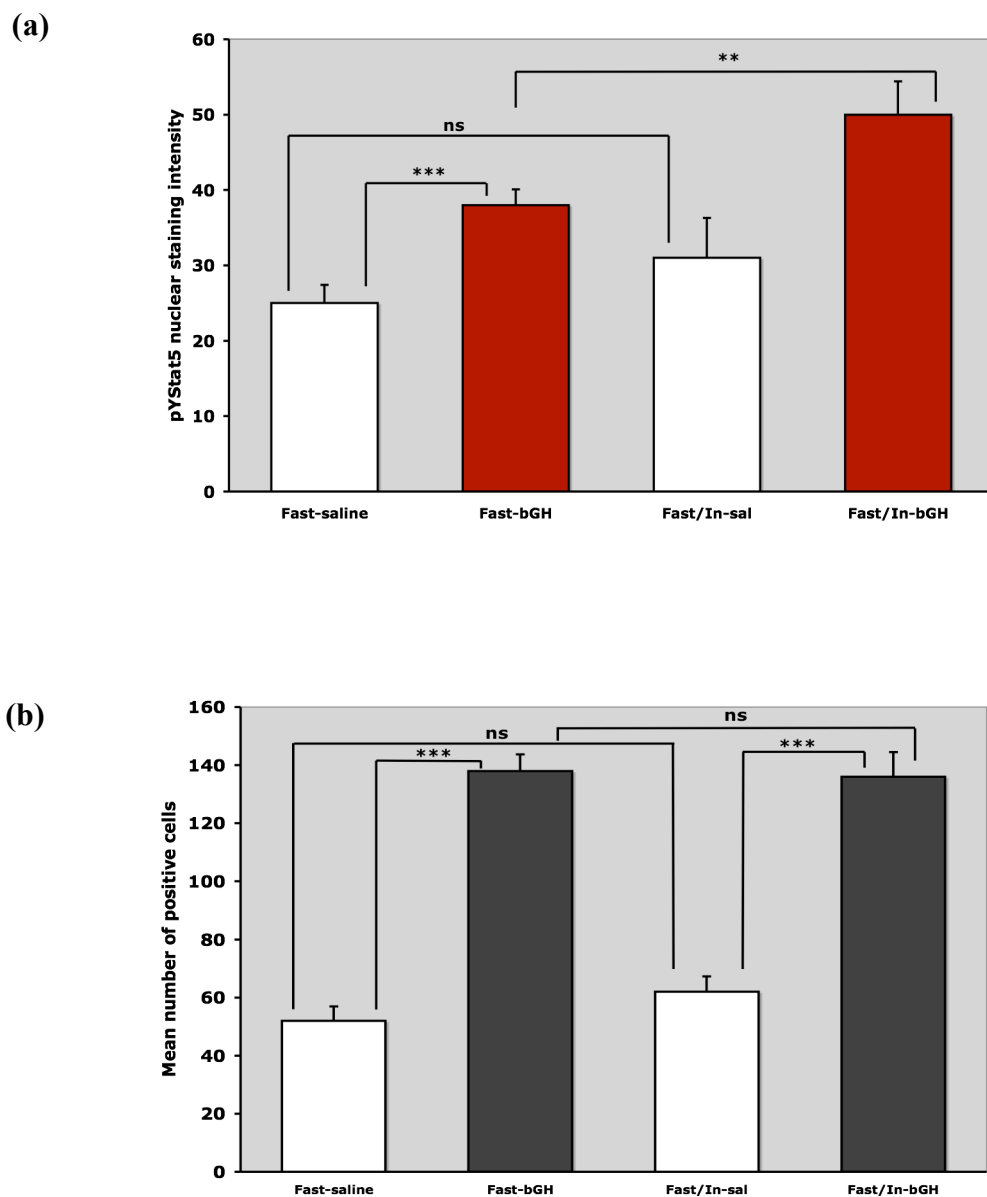 (a)
60
50
40
30
20
10
0
pYStat5 nuclear staining intensity
**
ns
***
Fast-saline Fast-bGH Fast/In-sal Fast/In-bGH
(b)
160
140
120
100
80
60
40
20
0
Mean number of positive cells
ns
ns
***
***
Fast-saline Fast-bGH Fast/In-sal Fast/In-bGH